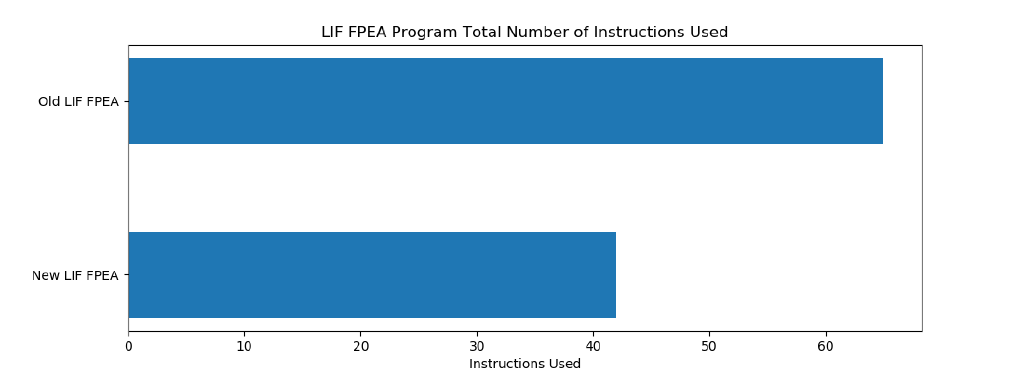 LIF FPEA Program Total Number of Instructions Used
Old LIF FPEA
New LIF FPEA
0 10 20 30 40 50 60
Instructions Used